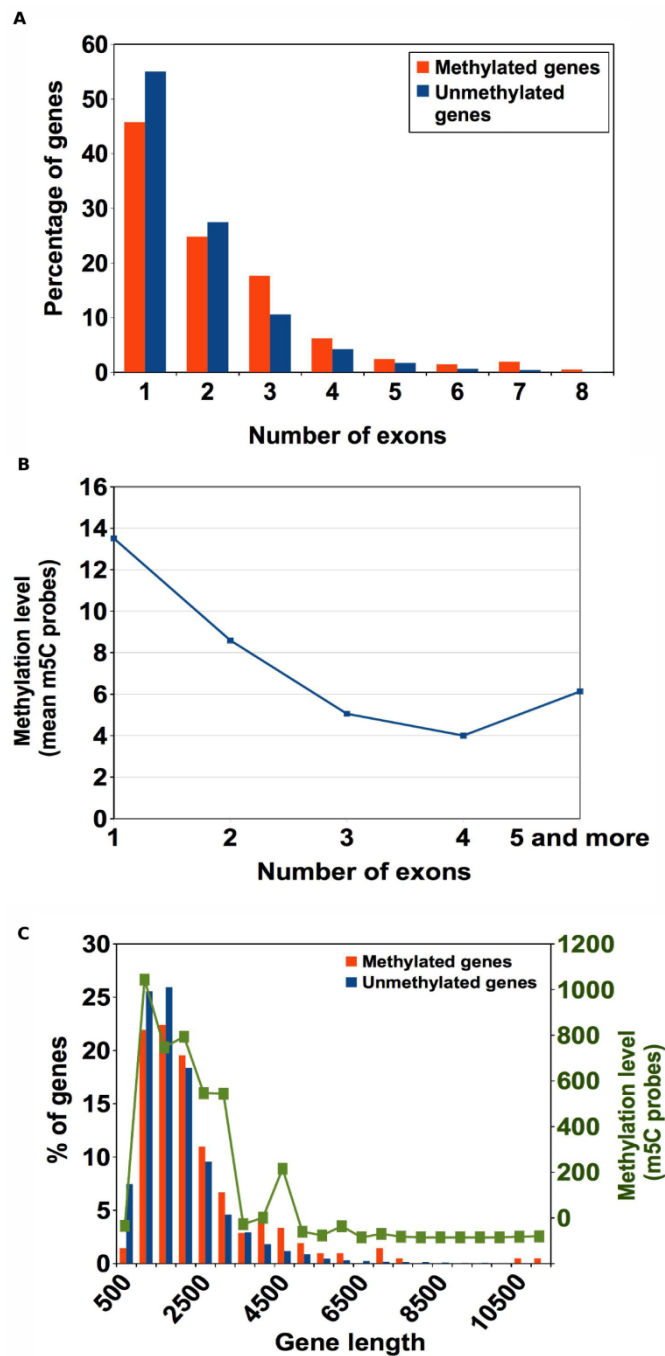 A
60
50
40
30
20
10
0
Percentage of genes
Methylated genes
Unmethylated
genes
1 2 3 4 5 6 7 8
Number of exons
B
16
14
12
10
8
6
4
2
0
Methylation level
(mean m5C probes)
1 2 3 4 5 and more
Number of exons
C
30
25
20
15
10
5
0
% of genes
Methylated genes
Unmethylated genes
1200
1000
800
600
400
200
0
Methylation level
(m5C probes)
500 2500 4500 6500 8500 10500
Gene length